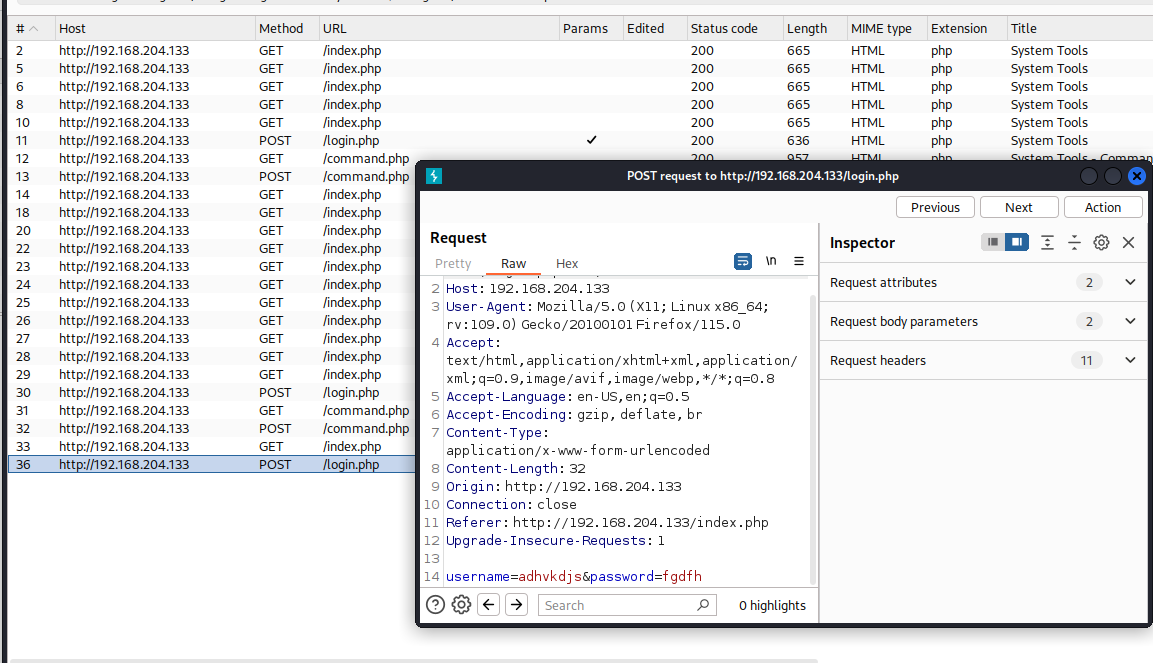 # Host Method URL Params Edited Status code Length MIME type Extension Title
2 http://192.168.204.133 GET /index.php 200 665 HTML php System Tools
5 http://192.168.204.133 GET /index.php 200 665 HTML php System Tools
6 http://192.168.204.133 GET /index.php 200 665 HTML php System Tools
8 http://192.168.204.133 GET /index.php 200 665 HTML php System Tools
10 http://192.168.204.133 GET /index.php 200 665 HTML php System Tools
11 http://192.168.204.133 POST /login.php ✓ 200 636 HTML php System Tools
12 http://192.168.204.133 GET /command.php 200 957 HTML php System Tools - Comman
13 http://192.168.204.133 POST /command.php
14 http://192.168.204.133 GET /index.php
18 http://192.168.204.133 GET /index.php
20 http://192.168.204.133 GET /index.php
22 http://192.168.204.133 GET /index.php
23 http://192.168.204.133 GET /index.php
24 http://192.168.204.133 GET /index.php
25 http://192.168.204.133 GET /index.php
26 http://192.168.204.133 GET /index.php
27 http://192.168.204.133 GET /index.php
28 http://192.168.204.133 GET /index.php
29 http://192.168.204.133 GET /index.php
30 http://192.168.204.133 POST /login.php
31 http://192.168.204.133 GET /command.php
32 http://192.168.204.133 POST /command.php
33 http://192.168.204.133 GET /index.php
36 http://192.168.204.133 POST /login.php
POST request to http://192.168.204.133/login.php
Previous Next Action
Request
Pretty Raw Hex
\n
2 Host: 192.168.204.133
3 User-Agent: Mozilla/5.0 (X11; Linux x86_64;
rv:109.0) Gecko/20100101 Firefox/115.0
4 Accept:
text/html,application/xhtml+xml,application/
xml;q=0.9,image/avif,image/webp,*/*;q=0.8
5 Accept-Language: en-US,en;q=0.5
6 Accept-Encoding: gzip, deflate, br
7 Content-Type:
application/x-www-form-urlencoded
8 Content-Length: 32
9 Origin: http://192.168.204.133
10 Connection: close
11 Referer: http://192.168.204.133/index.php
12 Upgrade-Insecure-Requests: 1
13
14 username=adhvkdjs&password=fgdfh
Search
0 highlights
Inspector
Request attributes 2
Request body parameters 2
Request headers 11